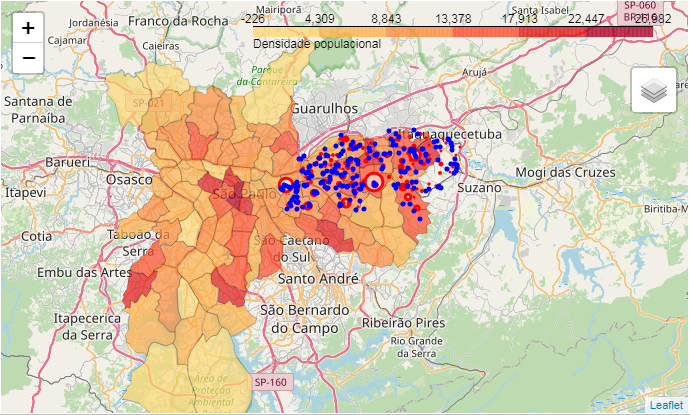 Mairiporã
Santa Isabel
SP-060
BR-116
-226 4,309 8,843 13,378 17,913 22,447 26,982
Densidade populacional
+
−
Franco da Rocha
Jordanésia
Cajamar
Caieiras
Parque
da Cantareira
Arujá
Santana de
Parnaíba
SP-021
Guarulhos
Itaquaquecetuba
Barueri
Osasco
Mogi das Cruzes
Itapevi
São Paulo
Suzano
Biritiba-M
Cotia
Taboão da
Serra
São Caetano
do Sul
Embu das Artes
Santo André
São Bernardo
do Campo
Itapecerica
da Serra
Ribeirão Pires
Rio Grande
da Serra
SP-160
Área de
Proteção
Ambiental
Leaflet